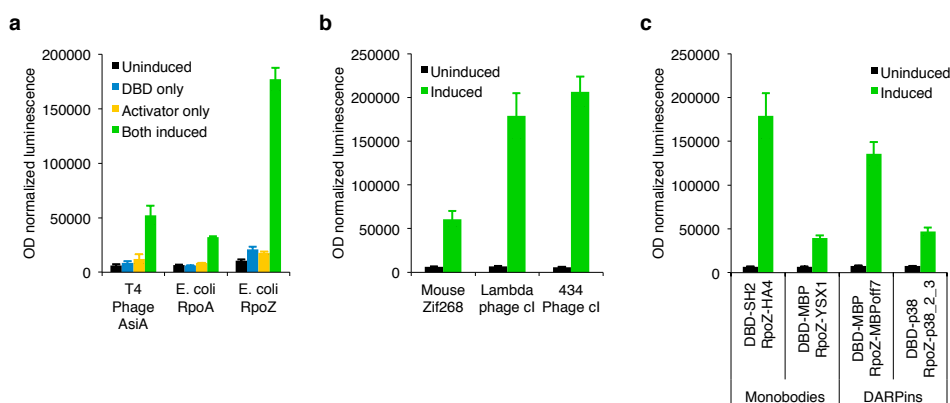 a
OD normalized luminescence
200000
150000
100000
50000
0
Uninduced
DBD only
Activator only
Both induced
T4
Phage
AsiA
E. coli
RpoA
E. coli
RpoZ
b
OD normalized luminescence
250000
200000
150000
100000
50000
0
Uninduced
Induced
Mouse
Zif268
Lambda
phage cI
434
Phage cI
c
OD normalized luminescence
250000
200000
150000
100000
50000
0
Uninduced
Induced
DBD-SH2
RpoZ-HA4
DBD-MBP
RpoZ-YSX1
DBD-MBP
RpoZ-MBPoff7
DBD-p38
RpoZ-p38_2_3
Monobodies
DARPins